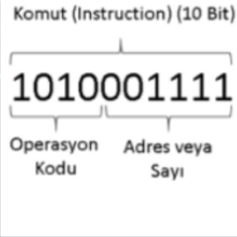 Komut (Instruction) (10 Bit)
1010001111
Operasyon Kodu
Adres veya Sayı